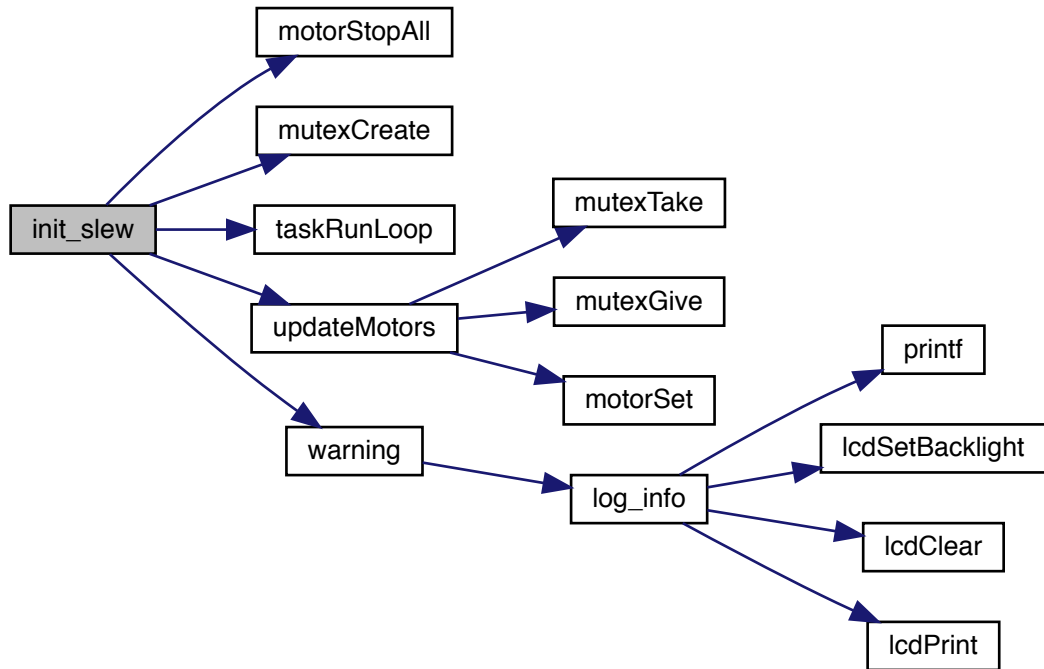 motorStopAll
mutexCreate
init_slew
taskRunLoop
updateMotors
warning
mutexTake
mutexGive
motorSet
log_info
printf
lcdSetBacklight
lcdClear
lcdPrint